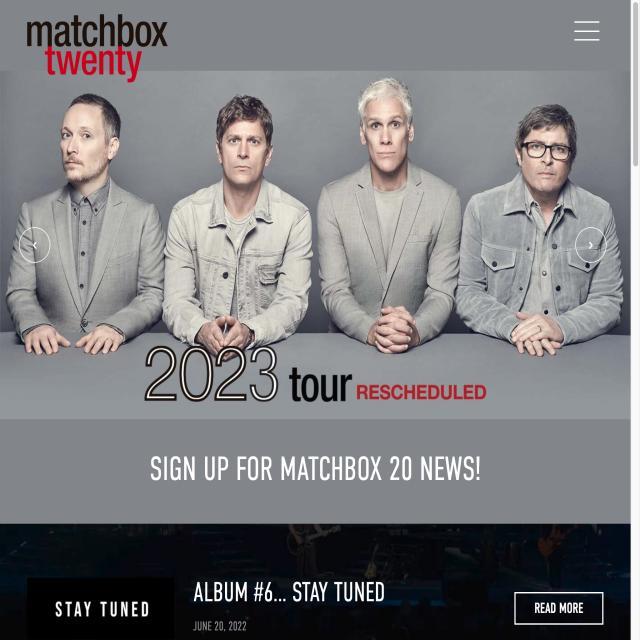 matchbox
twenty
2023 tour RESCHEDULED
SIGN UP FOR MATCHBOX 20 NEWS!
STAY TUNED
ALBUM #6... STAY TUNED
JUNE 20, 2022
READ MORE